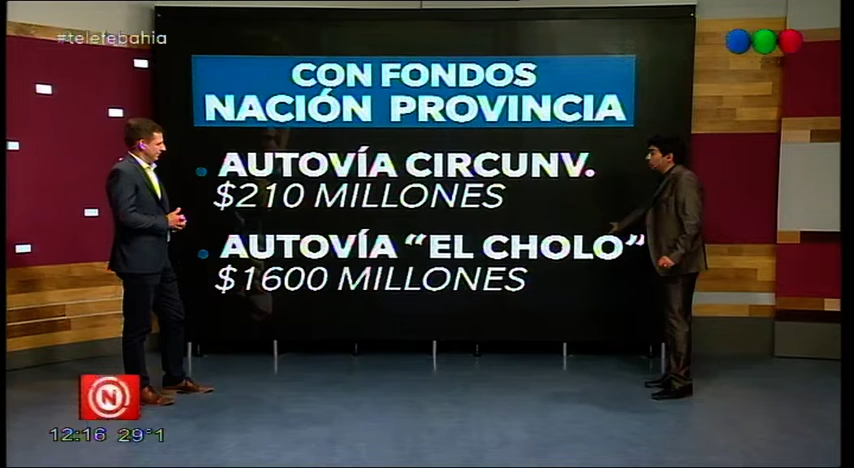 #telefebahia
CON FONDOS
NACIÓN PROVINCIA
AUTOVÍA CIRCUNV.
$210 MILLONES
AUTOVÍA “EL CHOLO”
$1600 MILLONES
N
12:16 29°1